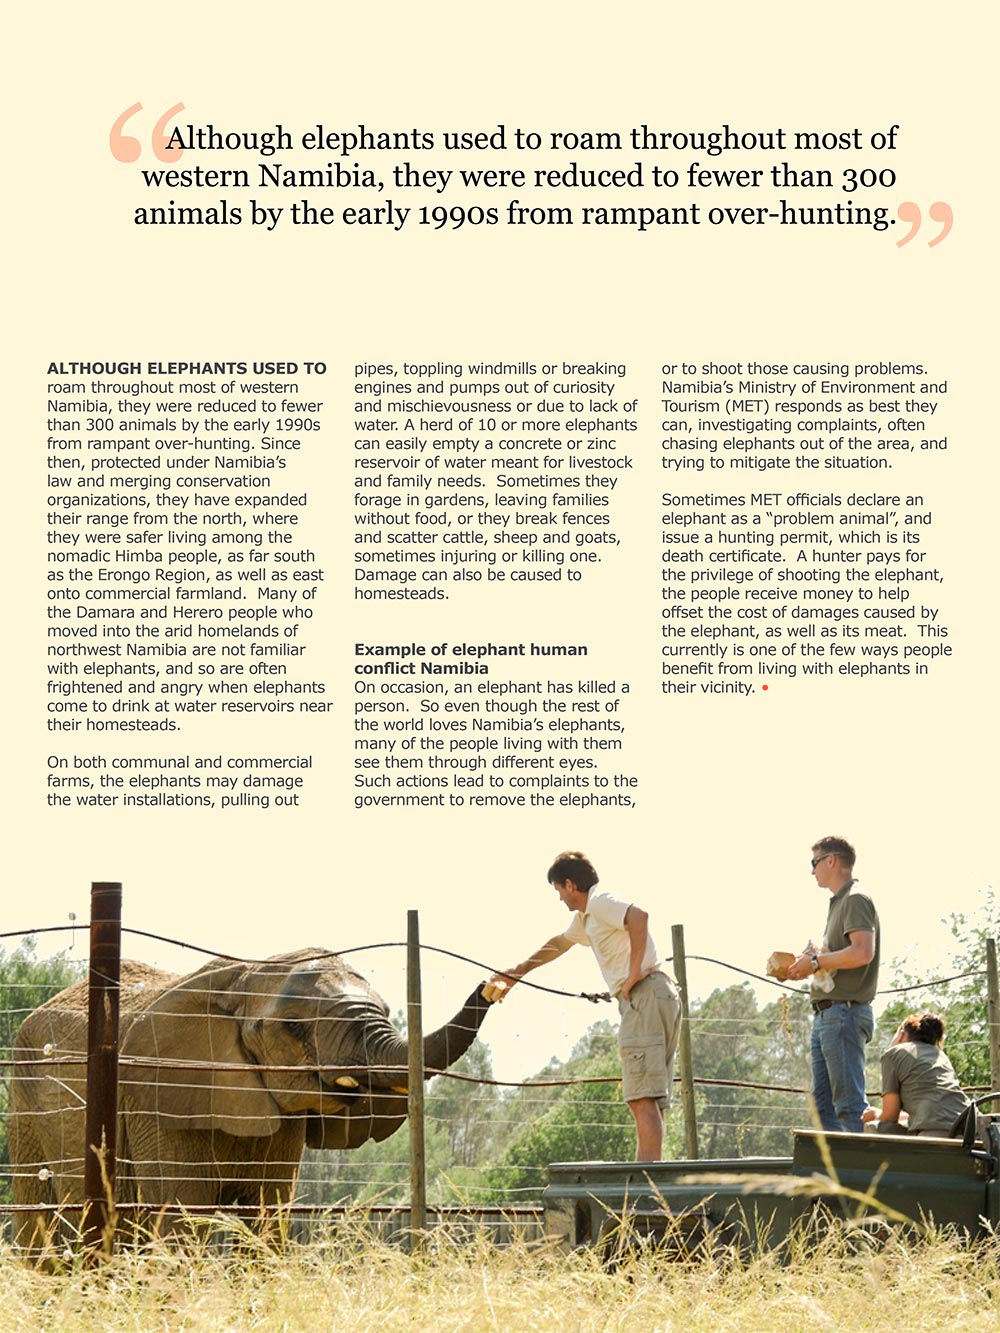 “Although elephants used to roam throughout most of
western Namibia, they were reduced to fewer than 300
animals by the early 1990s from rampant over-hunting.”
ALTHOUGH ELEPHANTS USED TO
roam throughout most of western
Namibia, they were reduced to fewer
than 300 animals by the early 1990s
from rampant over-hunting. Since
then, protected under Namibia’s
law and merging conservation
organizations, they have expanded
their range from the north, where
they were safer living among the
nomadic Himba people, as far south
as the Erongo Region, as well as east
onto commercial farmland.  Many of
the Damara and Herero people who
moved into the arid homelands of
northwest Namibia are not familiar
with elephants, and so are often
frightened and angry when elephants
come to drink at water reservoirs near
their homesteads.
On both communal and commercial
farms, the elephants may damage
the water installations, pulling out
pipes, toppling windmills or breaking
engines and pumps out of curiosity
and mischievousness or due to lack of
water. A herd of 10 or more elephants
can easily empty a concrete or zinc
reservoir of water meant for livestock
and family needs.  Sometimes they
forage in gardens, leaving families
without food, or they break fences
and scatter cattle, sheep and goats,
sometimes injuring or killing one.
Damage can also be caused to
homesteads.
Example of elephant human
conflict Namibia
On occasion, an elephant has killed a
person.  So even though the rest of
the world loves Namibia’s elephants,
many of the people living with them
see them through different eyes.
Such actions lead to complaints to the
government to remove the elephants,
or to shoot those causing problems.
Namibia’s Ministry of Environment and
Tourism (MET) responds as best they
can, investigating complaints, often
chasing elephants out of the area, and
trying to mitigate the situation.
Sometimes MET officials declare an
elephant as a “problem animal”, and
issue a hunting permit, which is its
death certificate.  A hunter pays for
the privilege of shooting the elephant,
the people receive money to help
offset the cost of damages caused by
the elephant, as well as its meat.  This
currently is one of the few ways people
benefit from living with elephants in
their vicinity. •